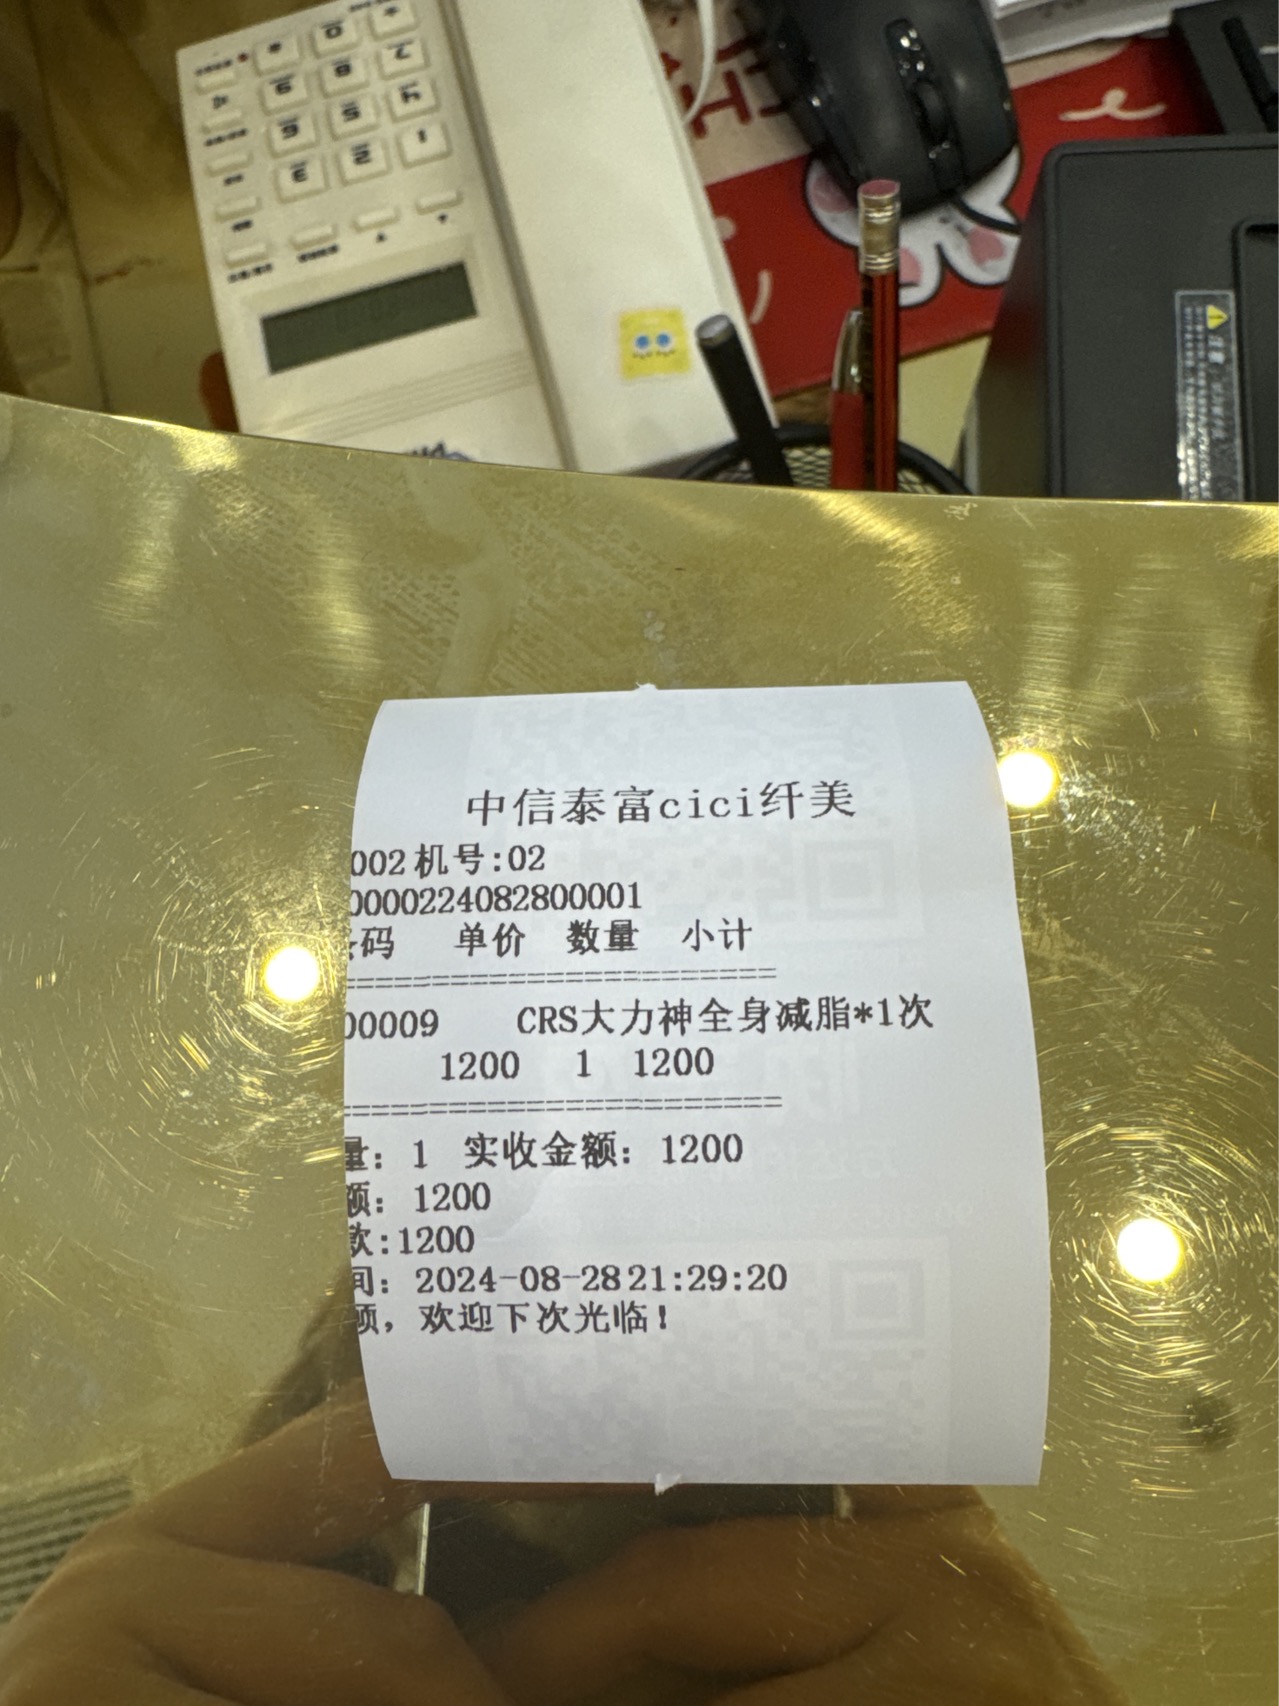 中信泰富cici纤美
002机号:02
0000224082800001
码 单价 数量 小计
========================
00009 CRS大力神全身减脂*1次
1200 1 1200
========================
量: 1 实收金额: 1200
额: 1200
款:1200
间: 2024-08-28 21:29:20
顾, 欢迎下次光临!
注意